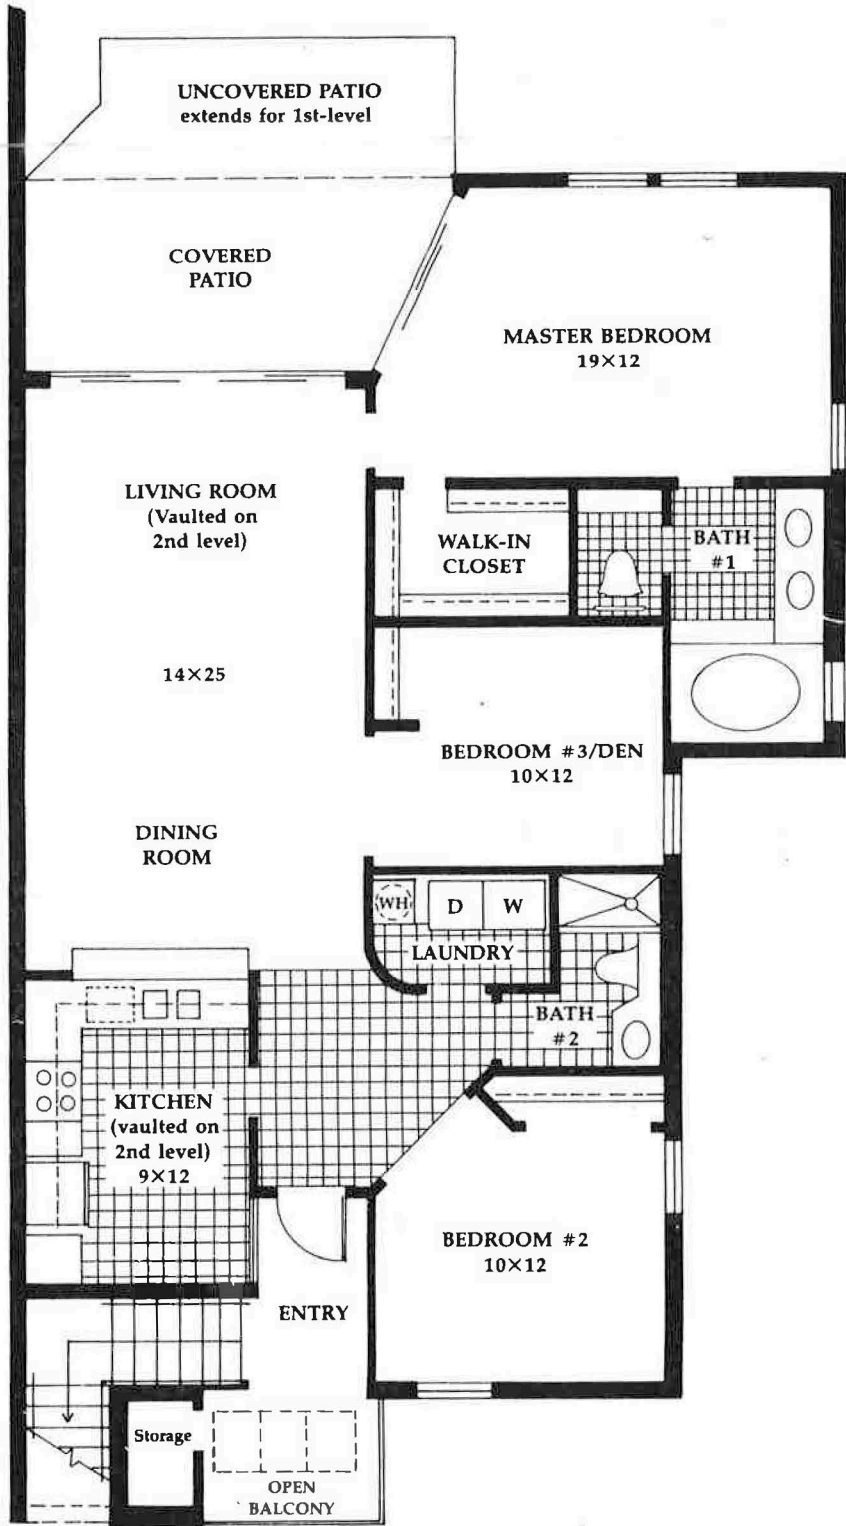 UNCOVERED PATIO
extends for 1st-level
COVERED
PATIO
MASTER BEDROOM
19×12
LIVING ROOM
(Vaulted on
2nd level)
WALK-IN
CLOSET
BATH
#1
14×25
BEDROOM #3/DEN
10×12
DINING
ROOM
WH
D
W
LAUNDRY
BATH
#2
KITCHEN
(vaulted on
2nd level)
9×12
BEDROOM #2
10×12
ENTRY
Storage
OPEN
BALCONY